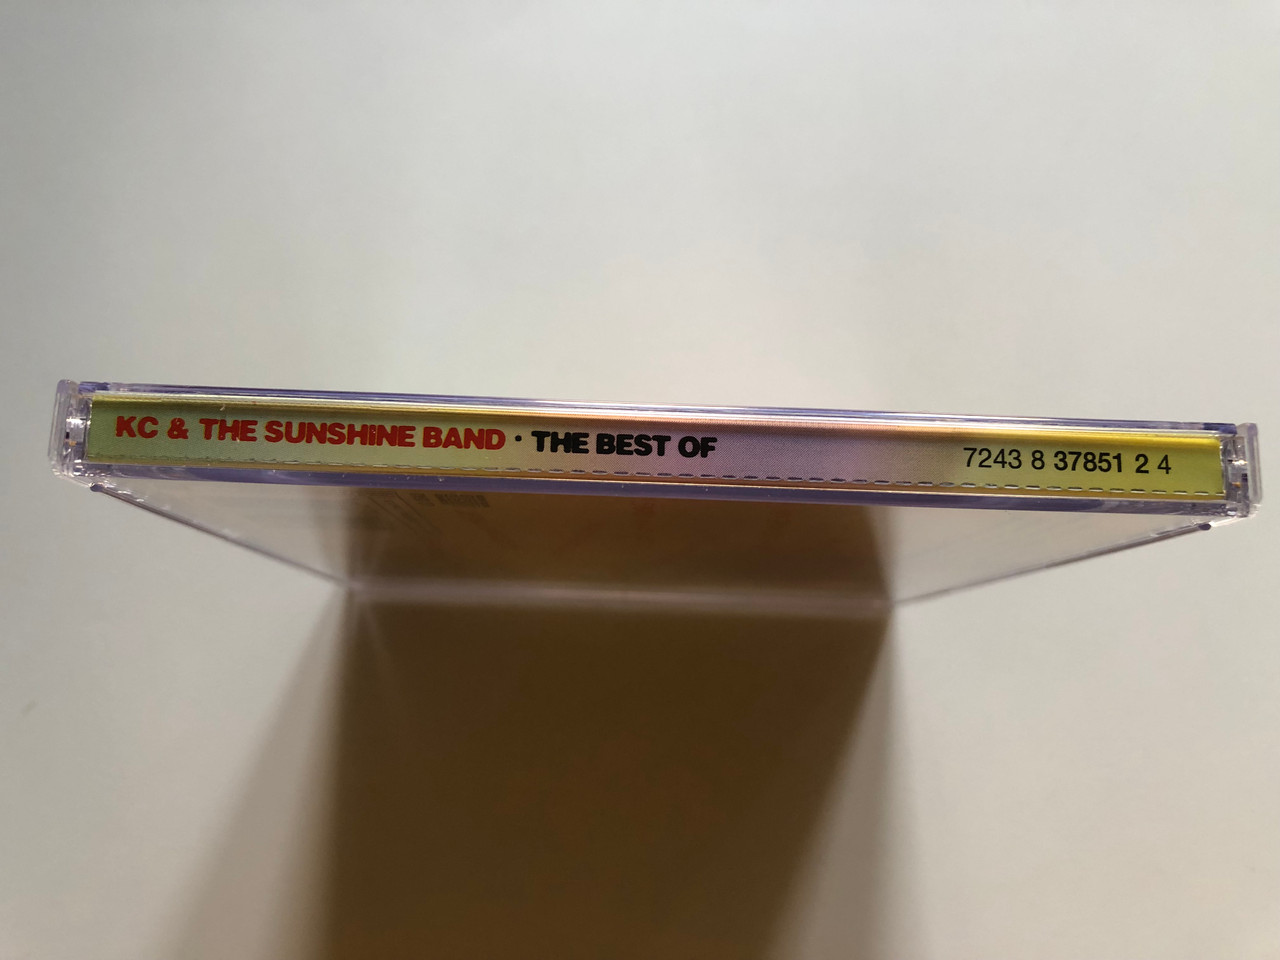 KC & THE SUNSHiNE BAND · THE BEST OF 7243 8 37851 2 4